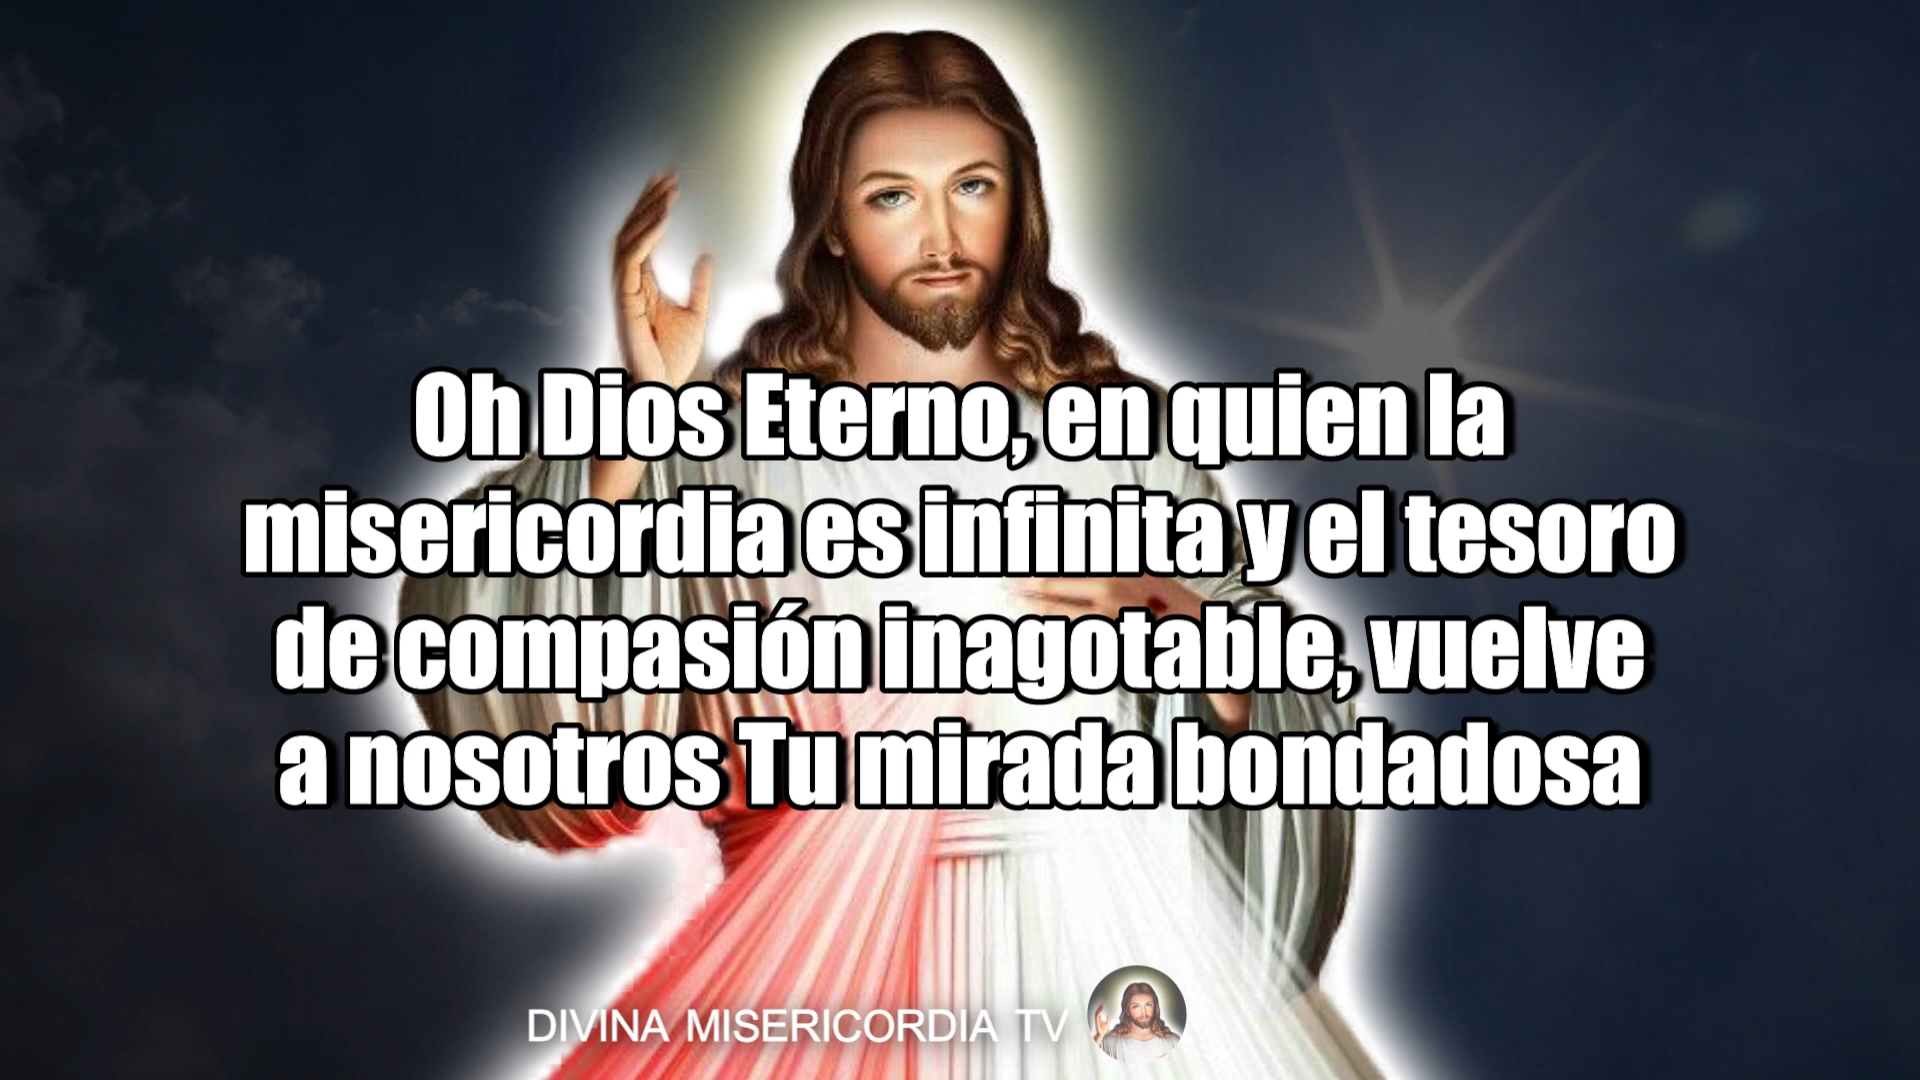 Oh Dios Eterno, en quien la
misericordia es infinita y el tesoro
de compasión inagotable, vuelve
a nosotros Tu mirada bondadosa
DIVINA MISERICORDIA TV